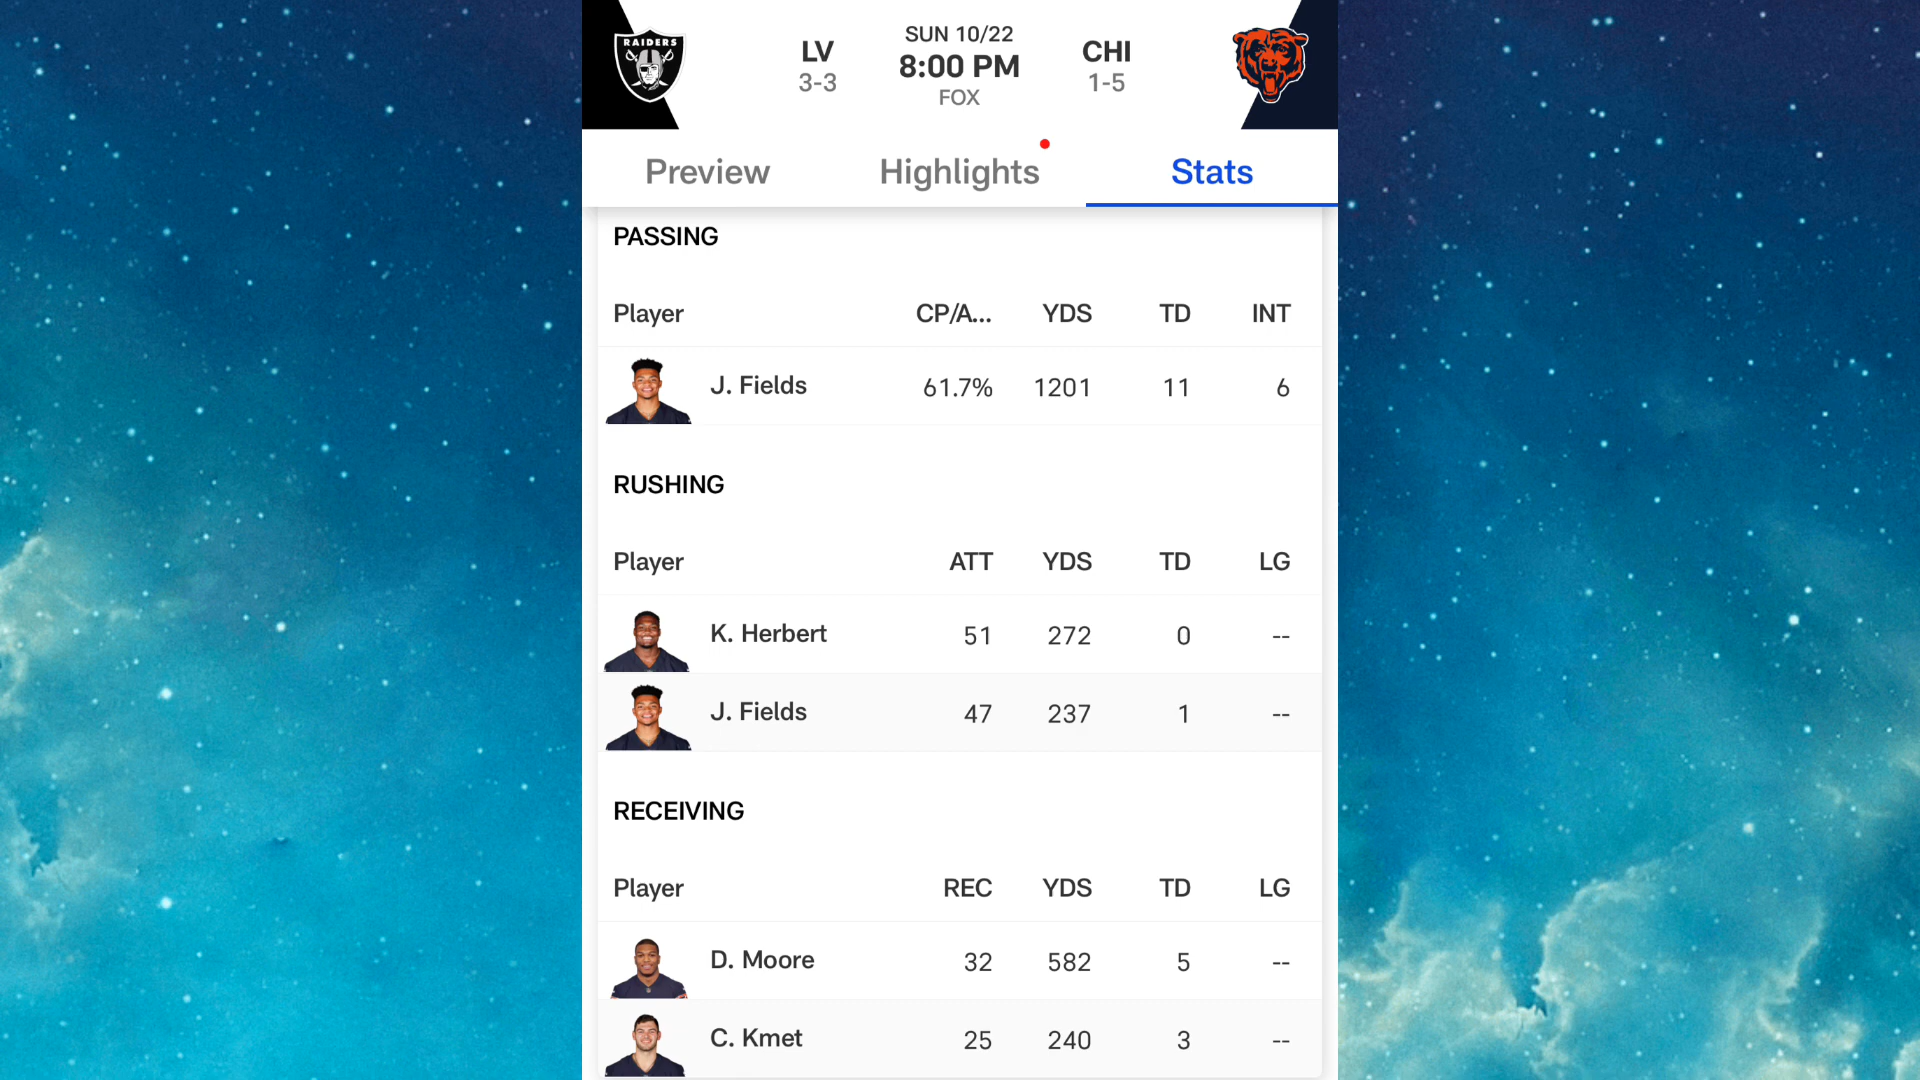 RAIDERS
LV
3-3
SUN 10/22
8:00 PM
FOX
CHI
1-5
Preview Highlights Stats
PASSING
Player CP/A... YDS TD INT
J. Fields 61.7% 1201 11 6
RUSHING
Player ATT YDS TD LG
K. Herbert 51 272 0 --
J. Fields 47 237 1 --
RECEIVING
Player REC YDS TD LG
D. Moore 32 582 5 --
C. Kmet 25 240 3 --